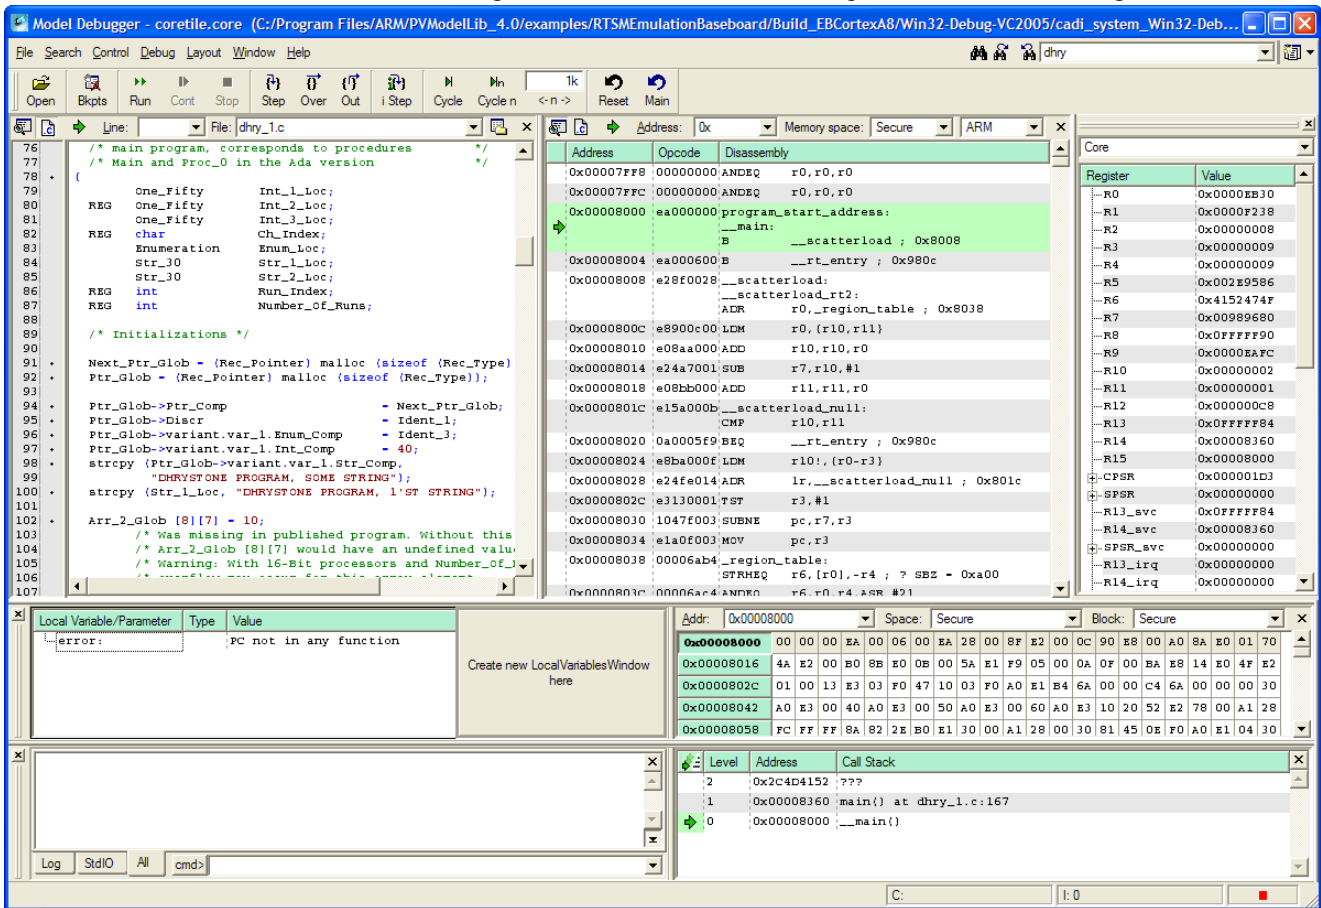 Model Debugger - coretile.core (C:/Program Files/ARM/PVModelLib_4.0/examples/RTSMEmulationBaseboard/Build_EBCortexA8/Win32-Debug-VC2005/cadi_system_Win32-Deb...
File Search Control Debug Layout Window Help
dhry
Open Bkpts Run Cont Stop Step Over Out i Step Cycle Cycle n 1k <- n -> Reset Main
Line: File: dhry_1.c
76 /* main program, corresponds to procedures */
77 /* Main and Proc_0 in the Ada version */
78 {
79 One_Fifty Int_1_Loc;
80 REG One_Fifty Int_2_Loc;
81 One_Fifty Int_3_Loc;
82 REG char Ch_Index;
83 Enumeration Enum_Loc;
84 Str_30 Str_1_Loc;
85 Str_30 Str_2_Loc;
86 REG int Run_Index;
87 REG int Number_Of_Runs;
88
89 /* Initializations */
90
91 Next_Ptr_Glob = (Rec_Pointer) malloc (sizeof (Rec_Type)
92 Ptr_Glob = (Rec_Pointer) malloc (sizeof (Rec_Type));
93
94 Ptr_Glob->Ptr_Comp = Next_Ptr_Glob;
95 Ptr_Glob->Discr = Ident_1;
96 Ptr_Glob->variant.var_1.Enum_Comp = Ident_3;
97 Ptr_Glob->variant.var_1.Int_Comp = 40;
98 strcpy (Ptr_Glob->variant.var_1.Str_Comp,
99 "DHRYSTONE PROGRAM, SOME STRING");
100 strcpy (Str_1_Loc, "DHRYSTONE PROGRAM, 1'ST STRING");
101
102 Arr_2_Glob [8][7] = 10;
103 /* Was missing in published program. Without this
104 /* Arr_2_Glob [8][7] would have an undefined valu
105 /* Warning: With 16-Bit processors and Number_Of_
106
107
Address: 0x Memory space: Secure ARM
Address Opcode Disassembly
0x00007FF8 00000000 ANDEQ r0,r0,r0
0x00007FFC 00000000 ANDEQ r0,r0,r0
0x00008000 ea000000 program_start_address:
__main:
B __scatterload ; 0x8008
0x00008004 ea000600 B __rt_entry ; 0x980c
0x00008008 e28f0028 __scatterload:
__scatterload_rt2:
ADR r0,_region_table ; 0x8038
0x0000800C e8900c00 LDM r0,{r10,r11}
0x00008010 e08aa000 ADD r10,r10,r0
0x00008014 e24a7001 SUB r7,r10,#1
0x00008018 e08bb000 ADD r11,r11,r0
0x0000801C e15a000b __scatterload_null:
CMP r10,r11
0x00008020 0a0005f9 BEQ __rt_entry ; 0x980c
0x00008024 e8ba000f LDM r10!,{r0-r3}
0x00008028 e24fe014 ADR lr,__scatterload_null ; 0x801c
0x0000802C e3130001 TST r3,#1
0x00008030 1047f003 SUBNE pc,r7,r3
0x00008034 e1a0f003 MOV pc,r3
0x00008038 00006ab4 _region_table:
STRHEQ r6,[r0],-r4 ; ? SBZ = 0xa00
0x0000803C 00006ac4 ANDEQ r6,r0,r4,ASR #21
Core
Register Value
R0 0x0000EB30
R1 0x0000F238
R2 0x00000008
R3 0x00000009
R4 0x00000009
R5 0x002E9586
R6 0x4152474F
R7 0x00989680
R8 0x0FFFFF90
R9 0x0000EAFC
R10 0x00000002
R11 0x00000001
R12 0x000000C8
R13 0x0FFFFF84
R14 0x00008360
R15 0x00008000
CPSR 0x000001D3
SPSR 0x00000000
R13_svc 0x0FFFFF84
R14_svc 0x00008360
SPSR_svc 0x00000000
R13_irq 0x00000000
R14_irq 0x00000000
Local Variable/Parameter Type Value
error: PC not in any function
Create new LocalVariablesWindow
here
Addr: 0x00008000 Space: Secure Block: Secure
0x00008000 00 00 00 EA 00 06 00 EA 28 00 8F E2 00 0C 90 E8 00 A0 8A E0 01 70
0x00008016 4A E2 00 B0 8B E0 0B 00 5A E1 F9 05 00 0A 0F 00 BA E8 14 E0 4F E2
0x0000802C 01 00 13 E3 03 F0 47 10 03 F0 A0 E1 B4 6A 00 00 C4 6A 00 00 00 30
0x00008042 A0 E3 00 40 A0 E3 00 50 A0 E3 00 60 A0 E3 10 20 52 E2 78 00 A1 28
0x00008058 FC FF FF 8A 82 2E B0 E1 30 00 A1 28 00 30 81 45 0E F0 A0 E1 04 30
Log StdIO All cmd>
Level Address Call Stack
2 0x2C4D4152 ???
1 0x00008360 main() at dhry_1.c:167
0 0x00008000 __main()
C: I: 0